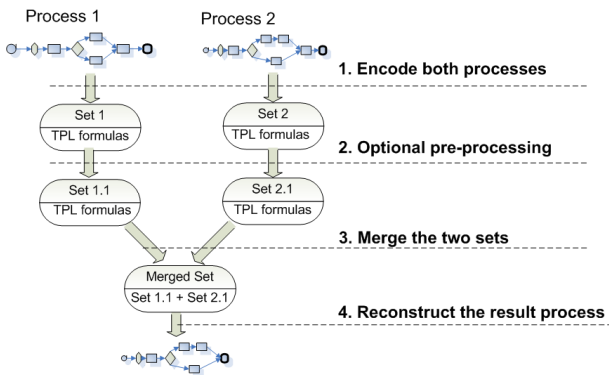 Process 1
Process 2
1. Encode both processes
Set 1
TPL formulas
Set 2
TPL formulas
2. Optional pre-processing
Set 1.1
TPL formulas
Set 2.1
TPL formulas
3. Merge the two sets
Merged Set
Set 1.1 + Set 2.1
4. Reconstruct the result process